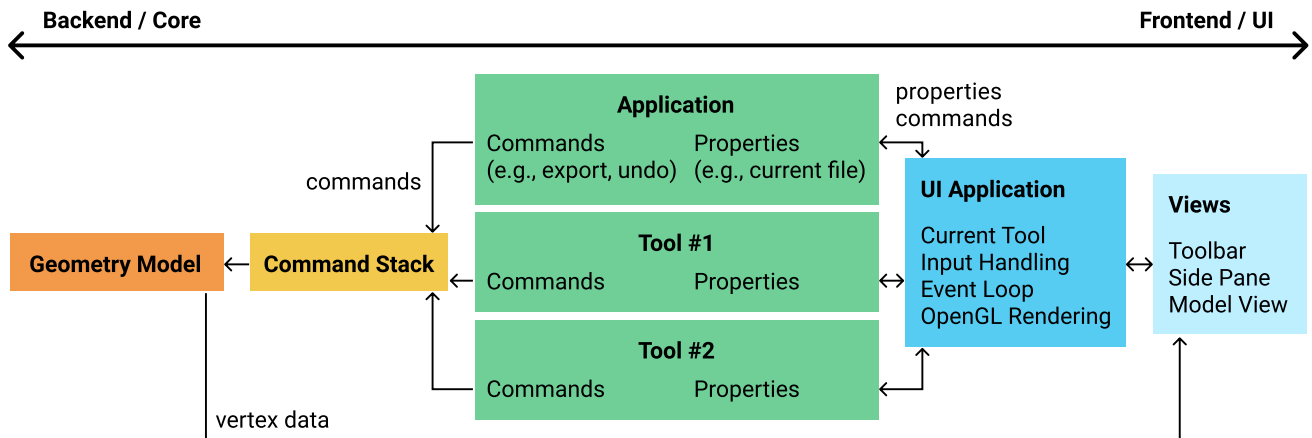 Backend / Core
Frontend / UI
Application
Commands
(e.g., export, undo)
Properties
(e.g., current file)
properties
commands
commands
Geometry Model
Command Stack
Tool #1
Commands
Properties
Tool #2
Commands
Properties
UI Application
Current Tool
Input Handling
Event Loop
OpenGL Rendering
Views
Toolbar
Side Pane
Model View
vertex data